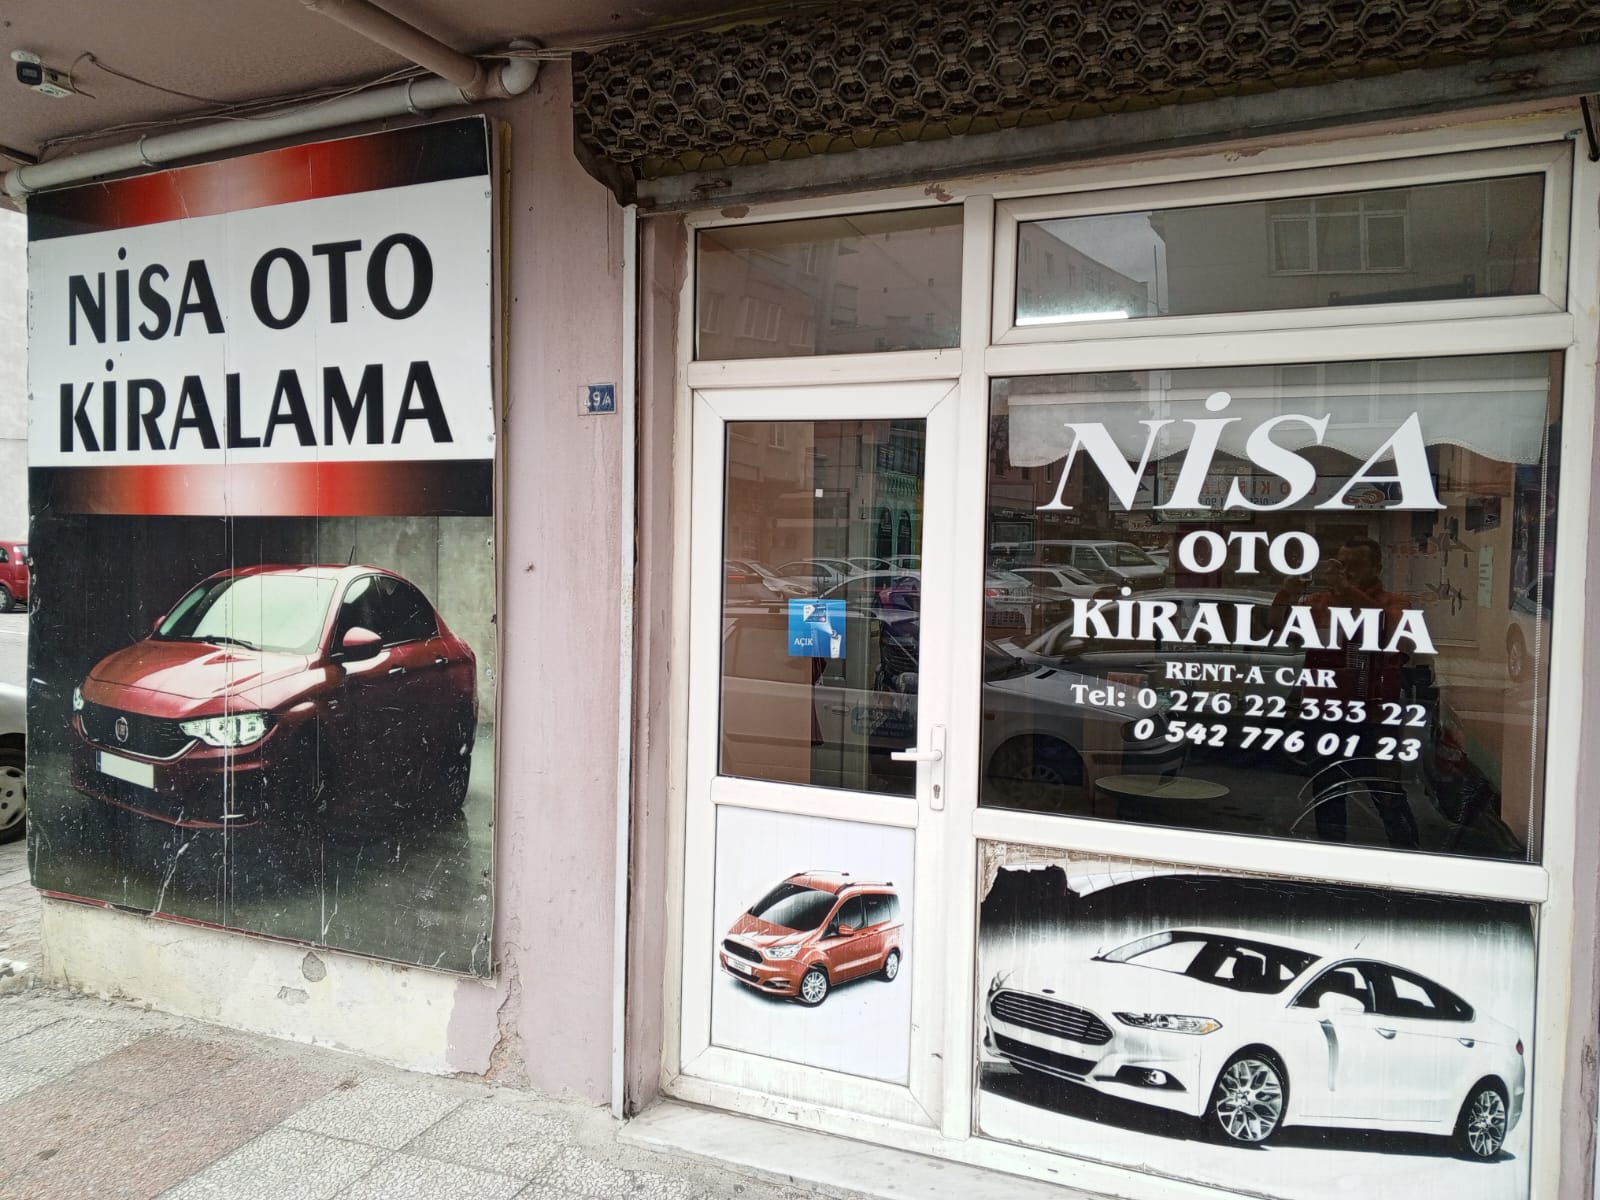 NİSA OTO
KİRALAMA
49/A
AÇIK
NİSA
OTO
KİRALAMA
RENT-A CAR
Tel: 0 276 22 333 22
0 542 776 01 23